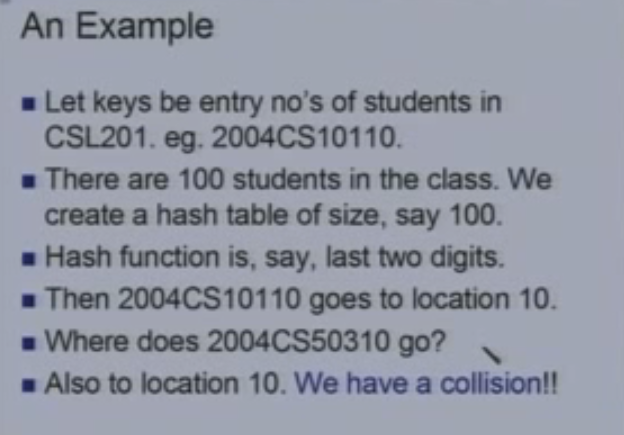 An Example
Let keys be entry no's of students in
CSL201. eg. 2004CS10110.
There are 100 students in the class. We
create a hash table of size, say 100.
Hash function is, say, last two digits.
Then 2004CS10110 goes to location 10.
Where does 2004CS50310 go?
Also to location 10. We have a collision!!